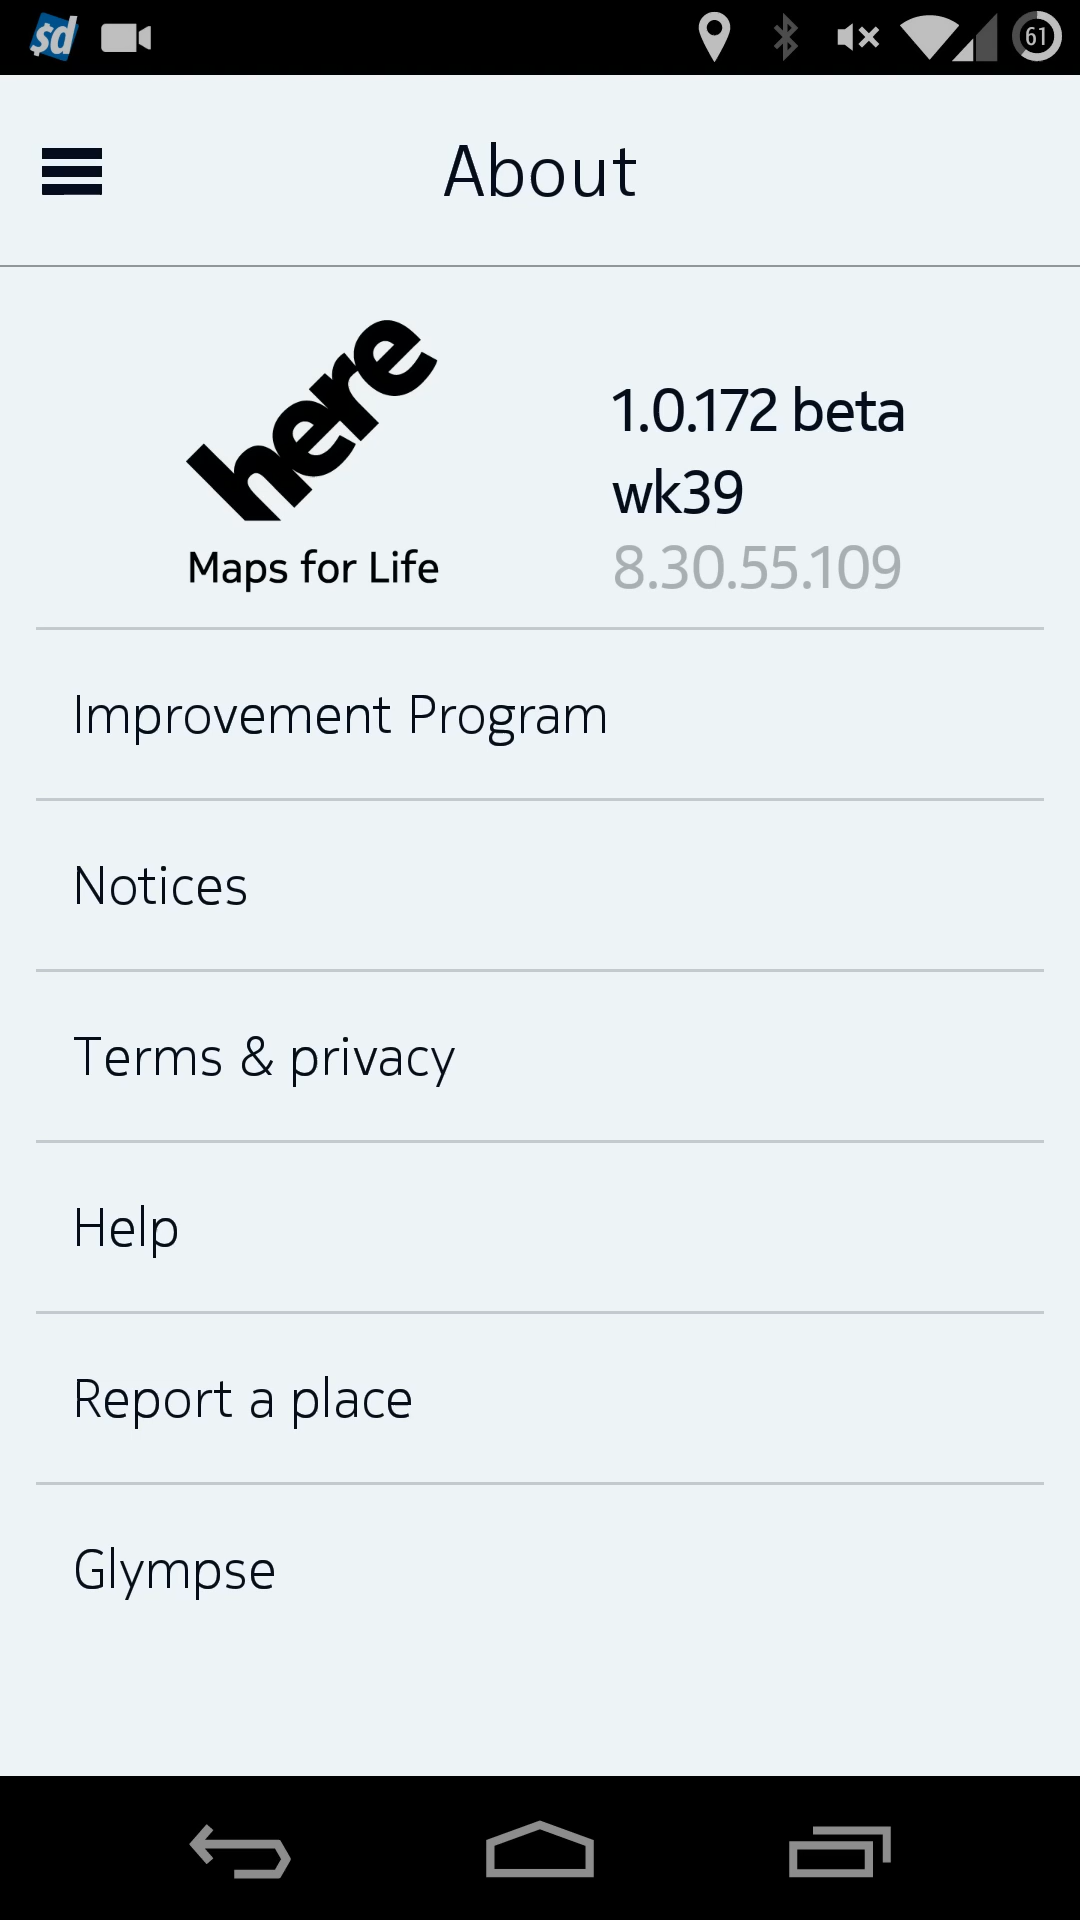 $d
61
About
here
Maps for Life
1.0.172 beta
wk39
8.30.55.109
Improvement Program
Notices
Terms & privacy
Help
Report a place
Glympse